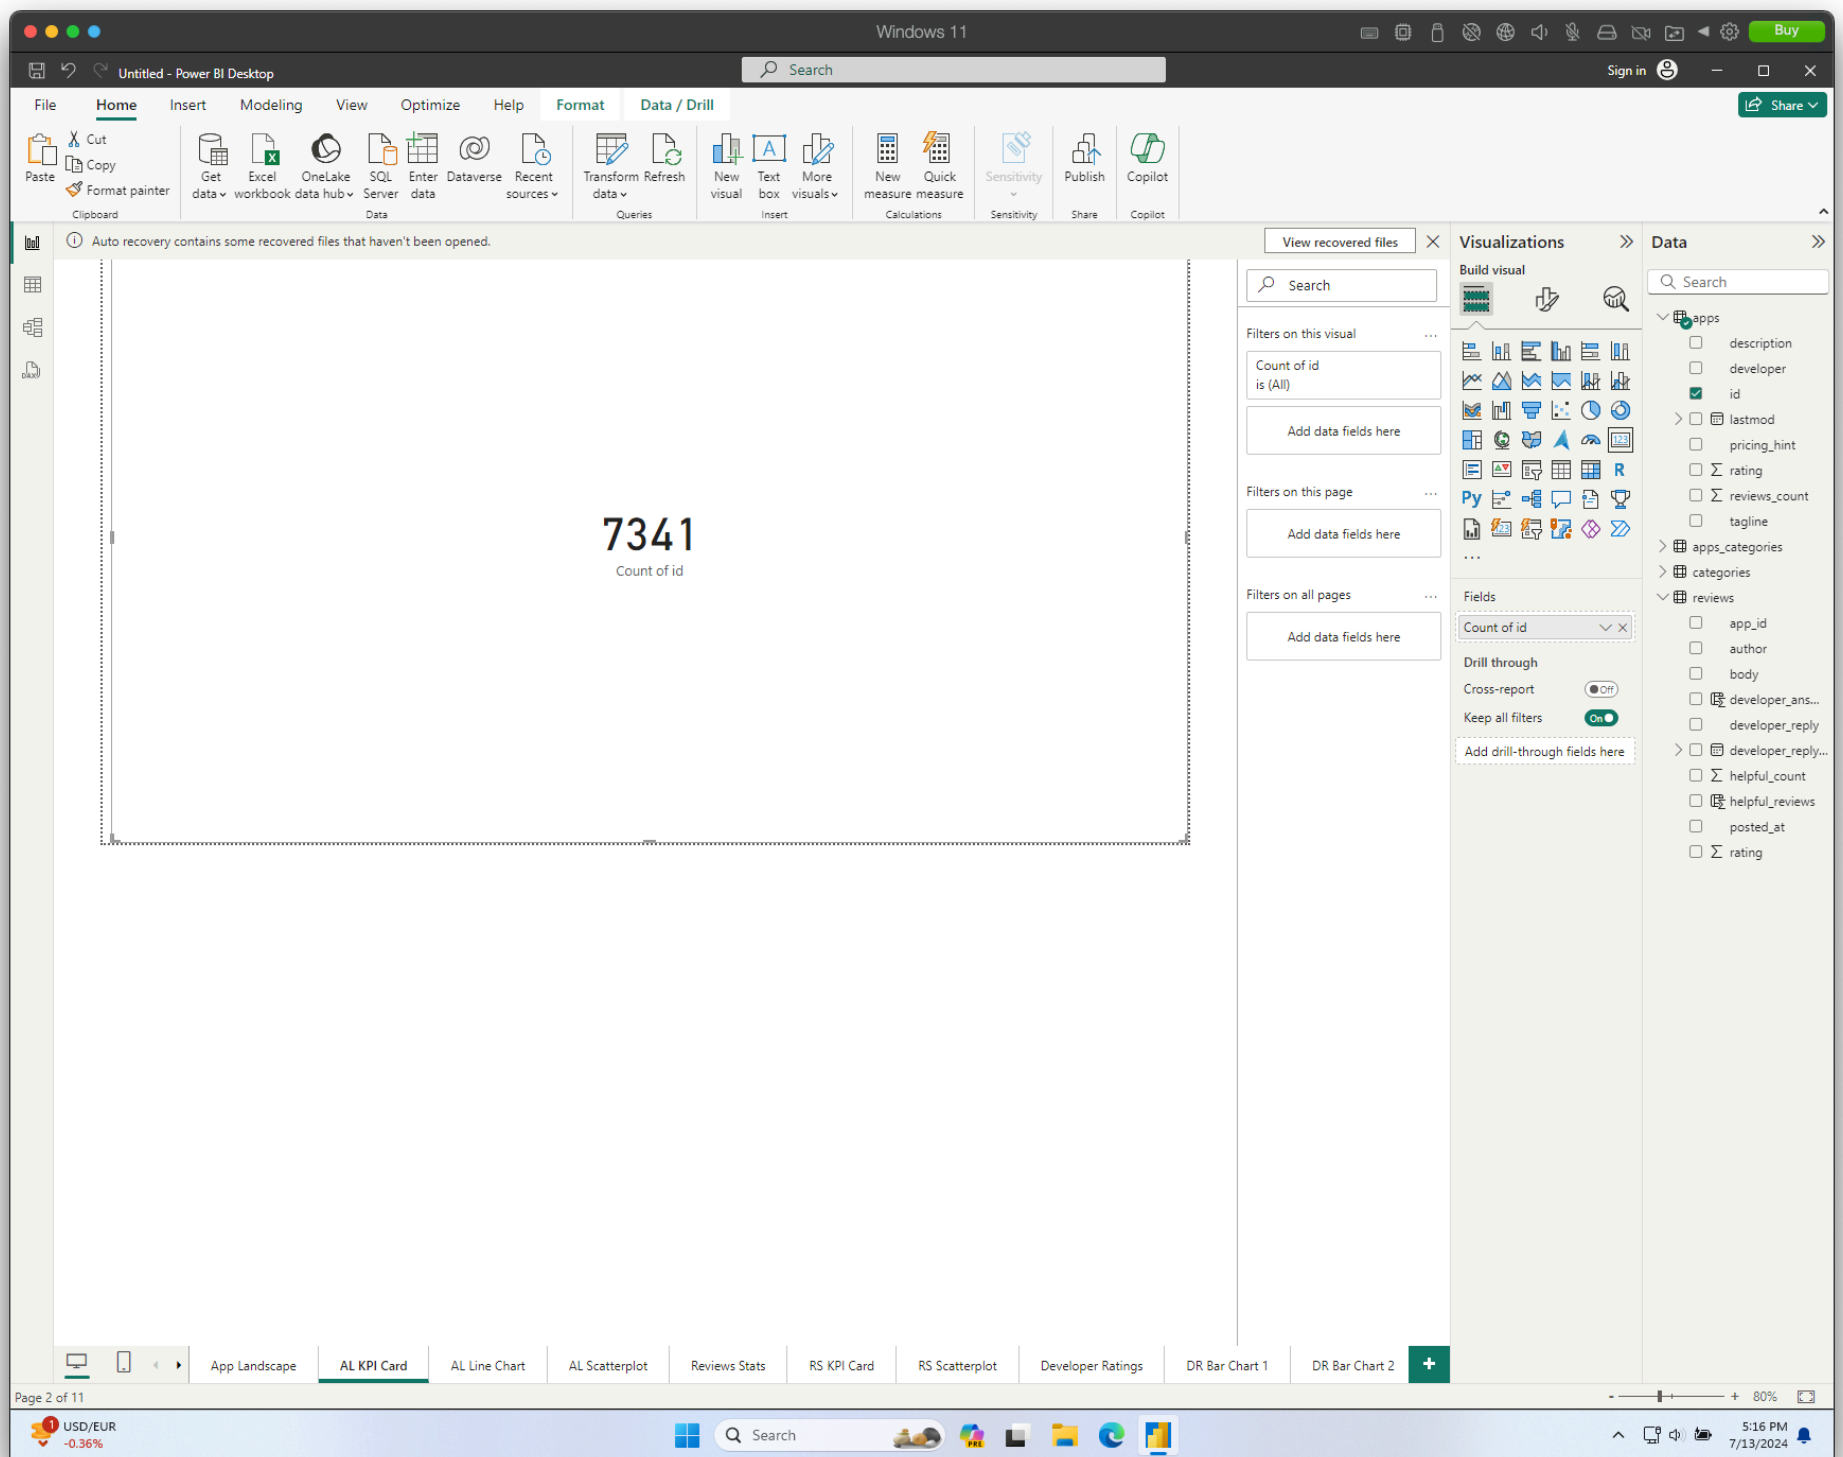 Windows 11
Buy
Untitled - Power BI Desktop
Search
Sign in
File
Home
Insert
Modeling
View
Optimize
Help
Format
Data / Drill
Share
Paste
Cut
Copy
Format painter
Clipboard
Get data
Excel workbook
OneLake data hub
SQL Server
Enter data
Dataverse
Recent sources
Data
Transform data
Refresh
Queries
New visual
Text box
More visuals
Insert
New measure
Quick measure
Calculations
Sensitivity
Sensitivity
Publish
Share
Copilot
Copilot
Auto recovery contains some recovered files that haven't been opened.
View recovered files
7341
Count of id
Search
Filters on this visual
...
Count of id
is (All)
Add data fields here
Filters on this page
...
Add data fields here
Filters on all pages
...
Add data fields here
Visualizations
Build visual
123
R
Py
...
Fields
Count of id
Drill through
Cross-report
Off
Keep all filters
On
Add drill-through fields here
Data
Search
apps
description
developer
id
lastmod
pricing_hint
rating
reviews_count
tagline
apps_categories
categories
reviews
app_id
author
body
developer_ans...
developer_reply
developer_reply...
helpful_count
helpful_reviews
posted_at
rating
App Landscape
AL KPI Card
AL Line Chart
AL Scatterplot
Reviews Stats
RS KPI Card
RS Scatterplot
Developer Ratings
DR Bar Chart 1
DR Bar Chart 2
+
Page 2 of 11
- + 80%
1
USD/EUR
-0.36%
Search
PRE
5:16 PM
7/13/2024